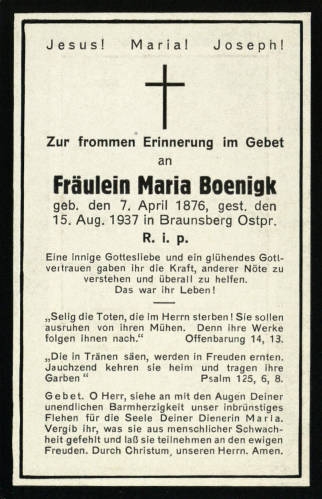 Jesus! Maria! Joseph!
Zur frommen Erinnerung im Gebet
an
Fräulein Maria Boenigk
geb. den 7. April 1876, gest. den
15. Aug. 1937 in Braunsberg Ostpr.
R. i. p.
Eine innige Gottesliebe und ein glühendes Gott-
vertrauen gaben ihr die Kraft, anderer Nöte zu
verstehen und überall zu helfen.
Das war ihr Leben!
„Selig die Toten, die im Herrn sterben! Sie sollen
ausruhen von ihren Mühen. Denn ihre Werke
folgen ihnen nach.“ Offenbarung 14, 13.
„Die in Tränen säen, werden in Freuden ernten.
Jauchzend kehren sie heim und tragen ihre
Garben“ Psalm 125, 6, 8.
Gebet. O Herr, siehe an mit den Augen Deiner
unendlichen Barmherzigkeit unser inbrünstiges
Flehen für die Seele Deiner Dienerin Maria.
Vergib ihr, was sie aus menschlicher Schwach-
heit gefehlt und laß sie teilnehmen an den ewigen
Freuden. Durch Christum, unseren Herrn. Amen.